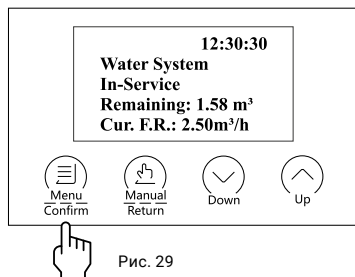 12:30:30
Water System
In-Service
Remaining: 1.58 m³
Cur. F.R.: 2.50m³/h
Menu
Confirm
Manual
Return
Down
Up
Рис. 29